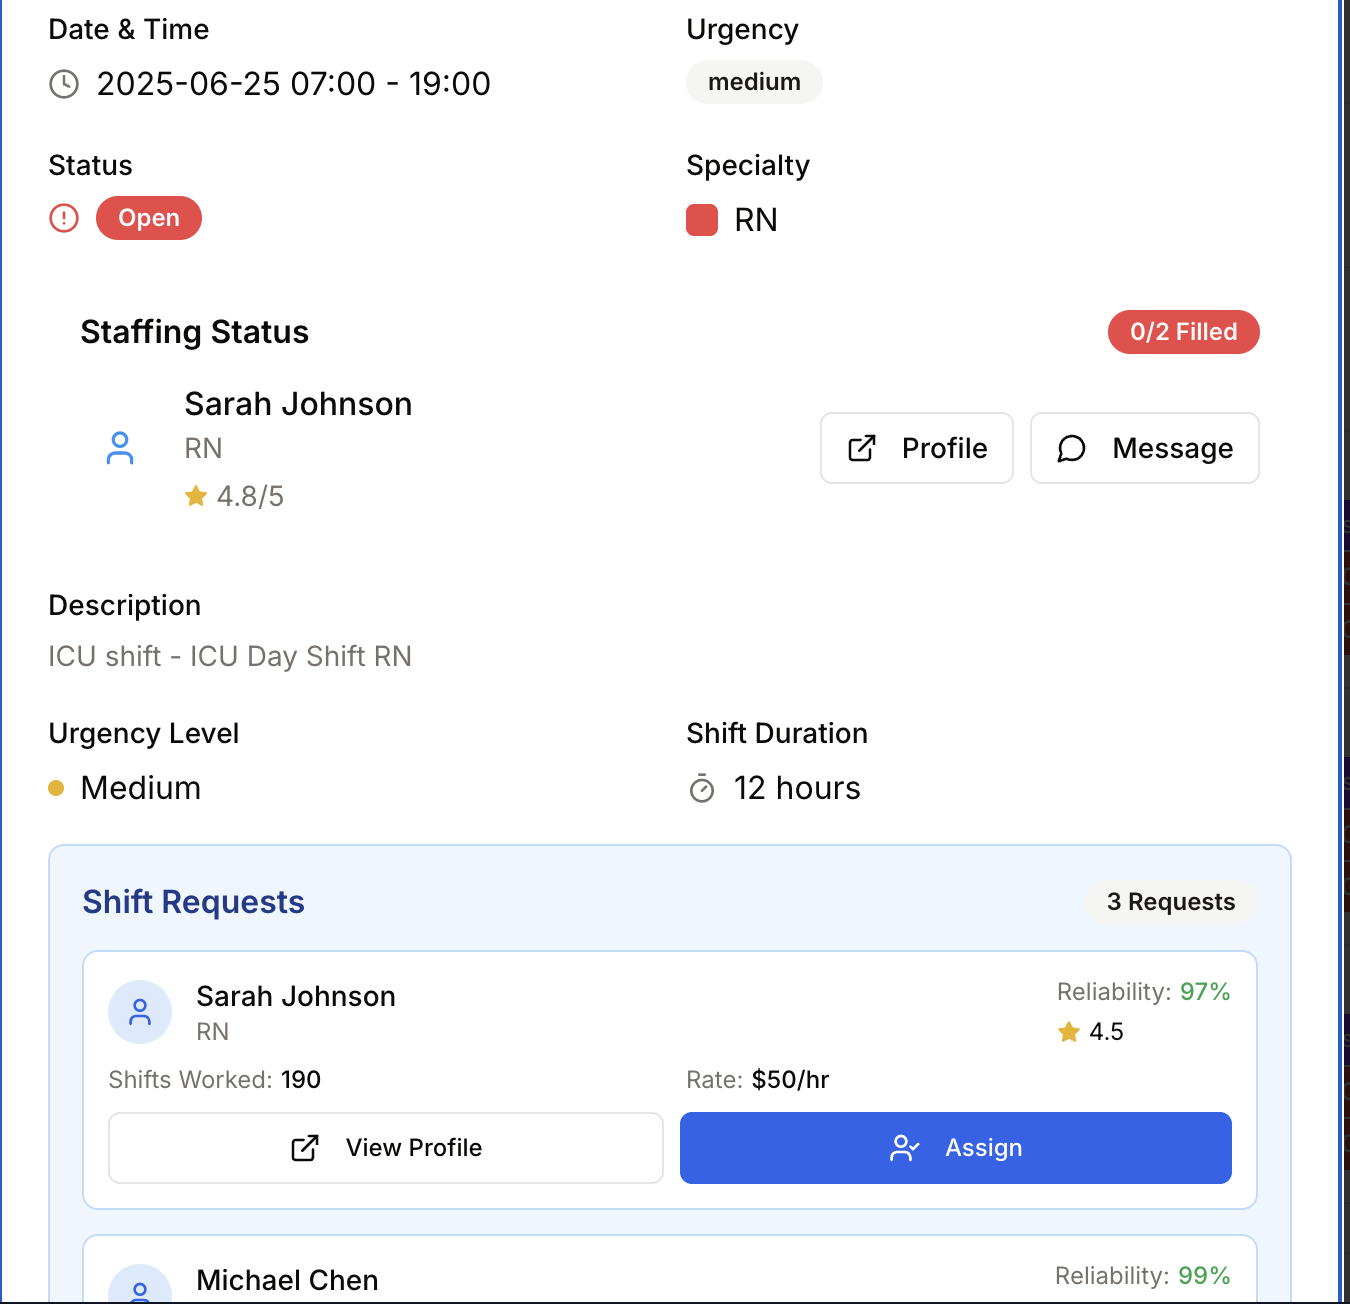 Date & Time
Urgency
2025-06-25 07:00 - 19:00
medium
Status
Specialty
Open
RN
Staffing Status
0/2 Filled
Sarah Johnson
RN
4.8/5
Profile
Message
Description
ICU shift - ICU Day Shift RN
Urgency Level
Shift Duration
Medium
12 hours
Shift Requests
3 Requests
Sarah Johnson
Reliability: 97%
RN
4.5
Shifts Worked: 190
Rate: $50/hr
View Profile
Assign
Michael Chen
Reliability: 99%